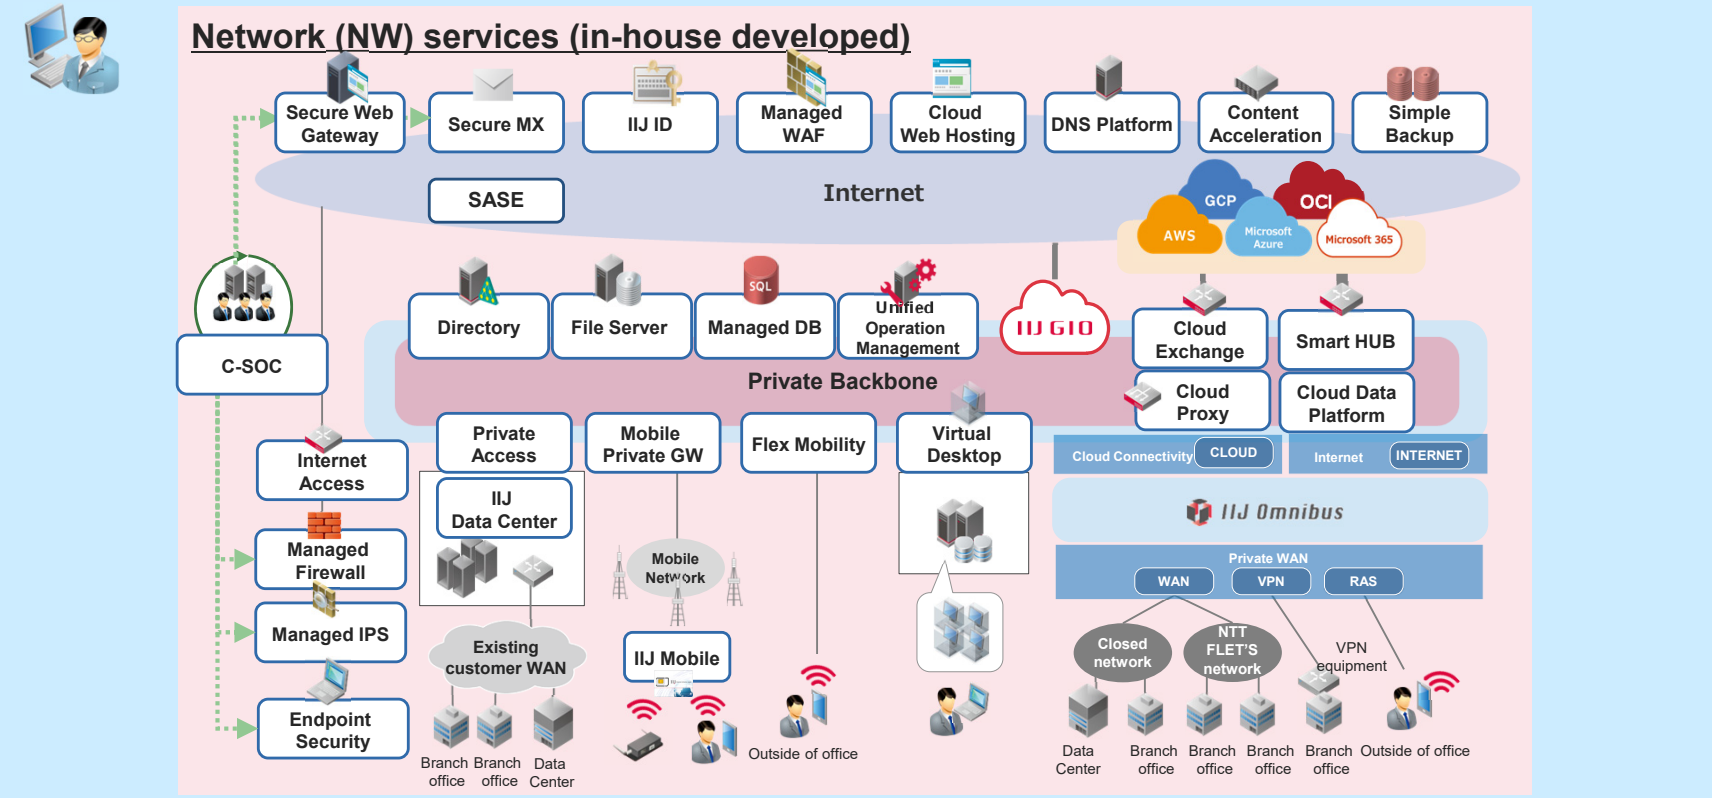 Network (NW) services (in-house developed)
Secure Web
Gateway
Secure MX
IIJ ID
Managed
WAF
Cloud
Web Hosting
DNS Platform
Content
Acceleration
Simple
Backup
SASE
Internet
GCP
OCI
AWS
Microsoft
Azure
Microsoft 365
C-SOC
Directory
File Server
SQL
Managed DB
Unified
Operation
Management
IIJ GIO
Cloud
Exchange
Smart HUB
Private Backbone
Cloud
Proxy
Cloud Data
Platform
Internet
Access
Private
Access
Mobile
Private GW
Flex Mobility
Virtual
Desktop
Cloud Connectivity
CLOUD
Internet
INTERNET
IIJ
Data Center
IIJ Omnibus
Managed
Firewall
Mobile
Network
Private WAN
WAN
VPN
RAS
Managed IPS
Existing
customer WAN
IIJ Mobile
Closed
network
NTT
FLET'S
network
VPN
equipment
Endpoint
Security
Branch
office
Branch
office
Data
Center
Outside of office
Data
Center
Branch
office
Branch
office
Branch
office
Branch
office
Outside of office